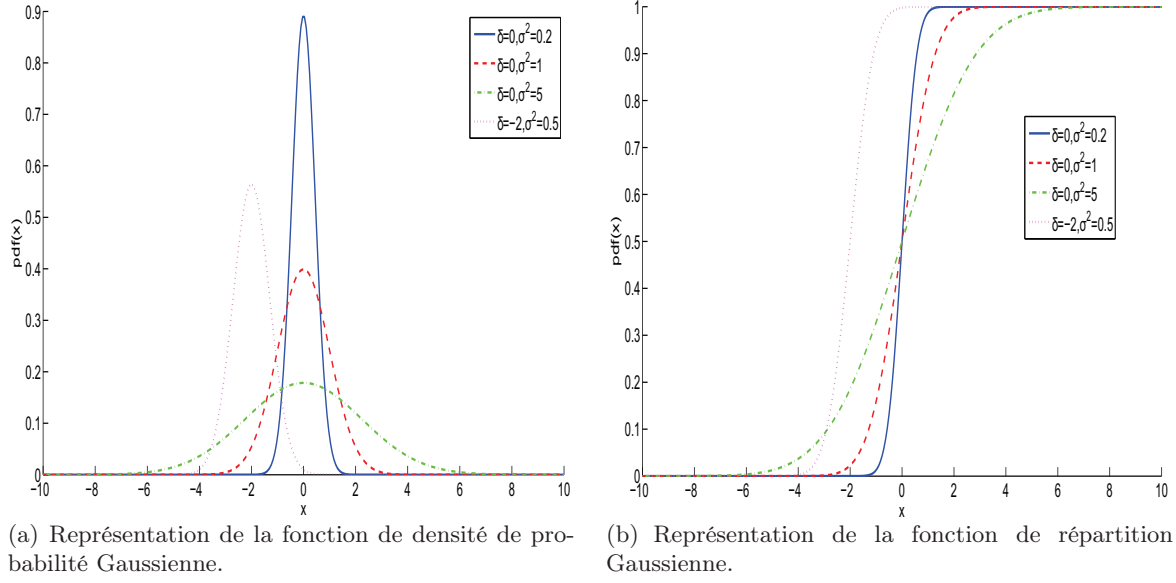 0.9
0.8
0.7
0.6
0.5
0.4
0.3
0.2
0.1
0
pdf(x)
−10 −8 −6 −4 −2 0 2 4 6 8 10
x
δ=0,σ²=0.2
δ=0,σ²=1
δ=0,σ²=5
δ=−2,σ²=0.5
(a) Représentation de la fonction de densité de pro-
babilité Gaussienne.
1
0.9
0.8
0.7
0.6
0.5
0.4
0.3
0.2
0.1
0
pdf(x)
−10 −8 −6 −4 −2 0 2 4 6 8 10
x
δ=0,σ²=0.2
δ=0,σ²=1
δ=0,σ²=5
δ=−2,σ²=0.5
(b) Représentation de la fonction de répartition
Gaussienne.